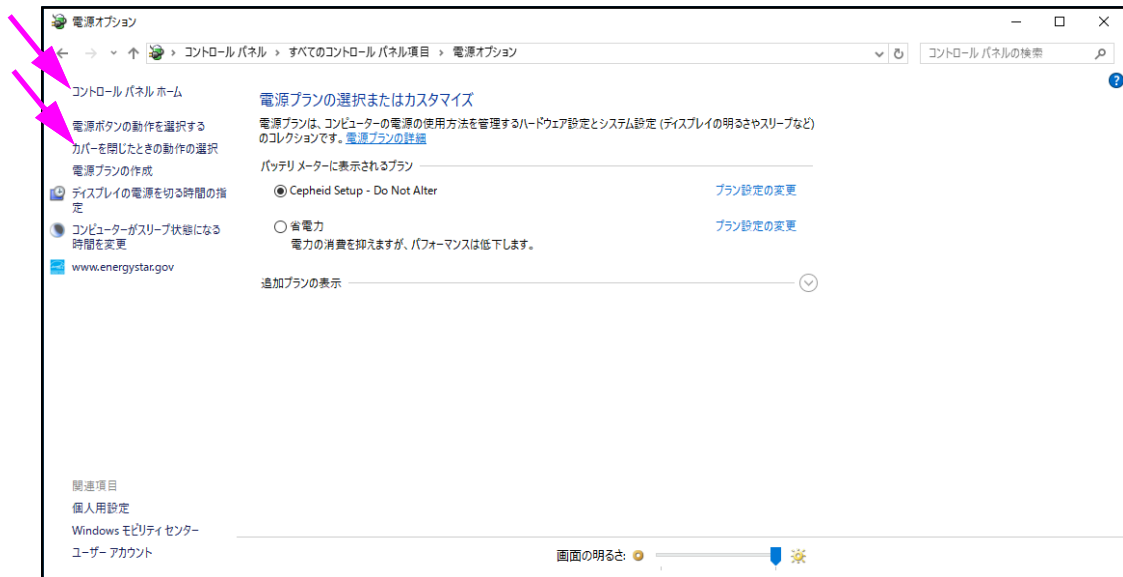 電源オプション
コントロール パネル › すべてのコントロール パネル項目 › 電源オプション
コントロール パネルの検索
コントロール パネル ホーム
電源ボタンの動作を選択する
カバーを閉じたときの動作の選択
電源プランの作成
ディスプレイの電源を切る時間の指
定
コンピューターがスリープ状態になる
時間を変更
www.energystar.gov
電源プランの選択またはカスタマイズ
電源プランは、コンピューターの電源の使用方法を管理するハードウェア設定とシステム設定 (ディスプレイの明るさやスリープなど)
のコレクションです。電源プランの詳細
バッテリ メーターに表示されるプラン
Cepheid Setup - Do Not Alter
プラン設定の変更
省電力
プラン設定の変更
電力の消費を抑えますが、パフォーマンスは低下します。
追加プランの表示
関連項目
個人用設定
Windows モビリティ センター
ユーザー アカウント
画面の明るさ: